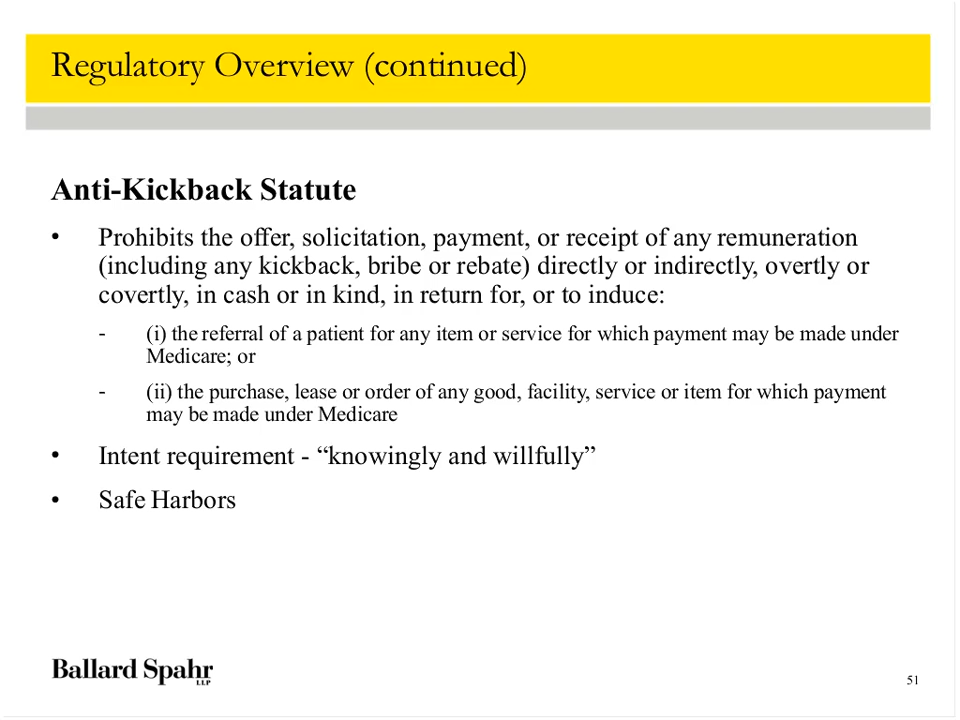 Regulatory Overview (continued)
Anti-Kickback Statute
• Prohibits the offer, solicitation, payment, or receipt of any remuneration
(including any kickback, bribe or rebate) directly or indirectly, overtly or
covertly, in cash or in kind, in return for, or to induce:
- (i) the referral of a patient for any item or service for which payment may be made under
Medicare; or
- (ii) the purchase, lease or order of any good, facility, service or item for which payment
may be made under Medicare
• Intent requirement - “knowingly and willfully”
• Safe Harbors
Ballard Spahr
LLP
51